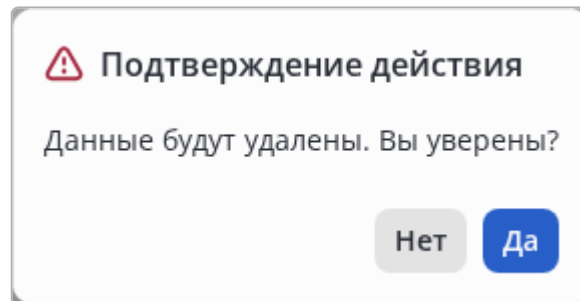 Подтверждение действия
Данные будут удалены. Вы уверены?
Нет Да